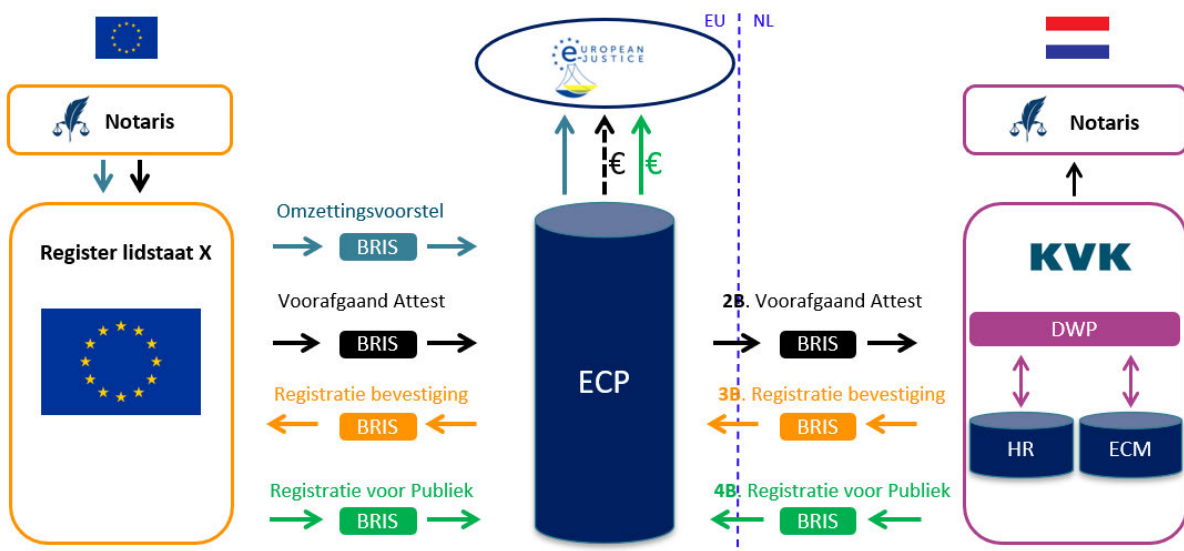 EU NL
EUROPEAN
e-JUSTICE
Notaris
Notaris
€ €
Omzettingsvoorstel
BRIS
Register lidstaat X
KVK
Voorafgaand Attest
BRIS
2B. Voorafgaand Attest
BRIS
DWP
ECP
Registratie bevestiging
BRIS
3B. Registratie bevestiging
BRIS
HR
ECM
Registratie voor Publiek
BRIS
4B. Registratie voor Publiek
BRIS